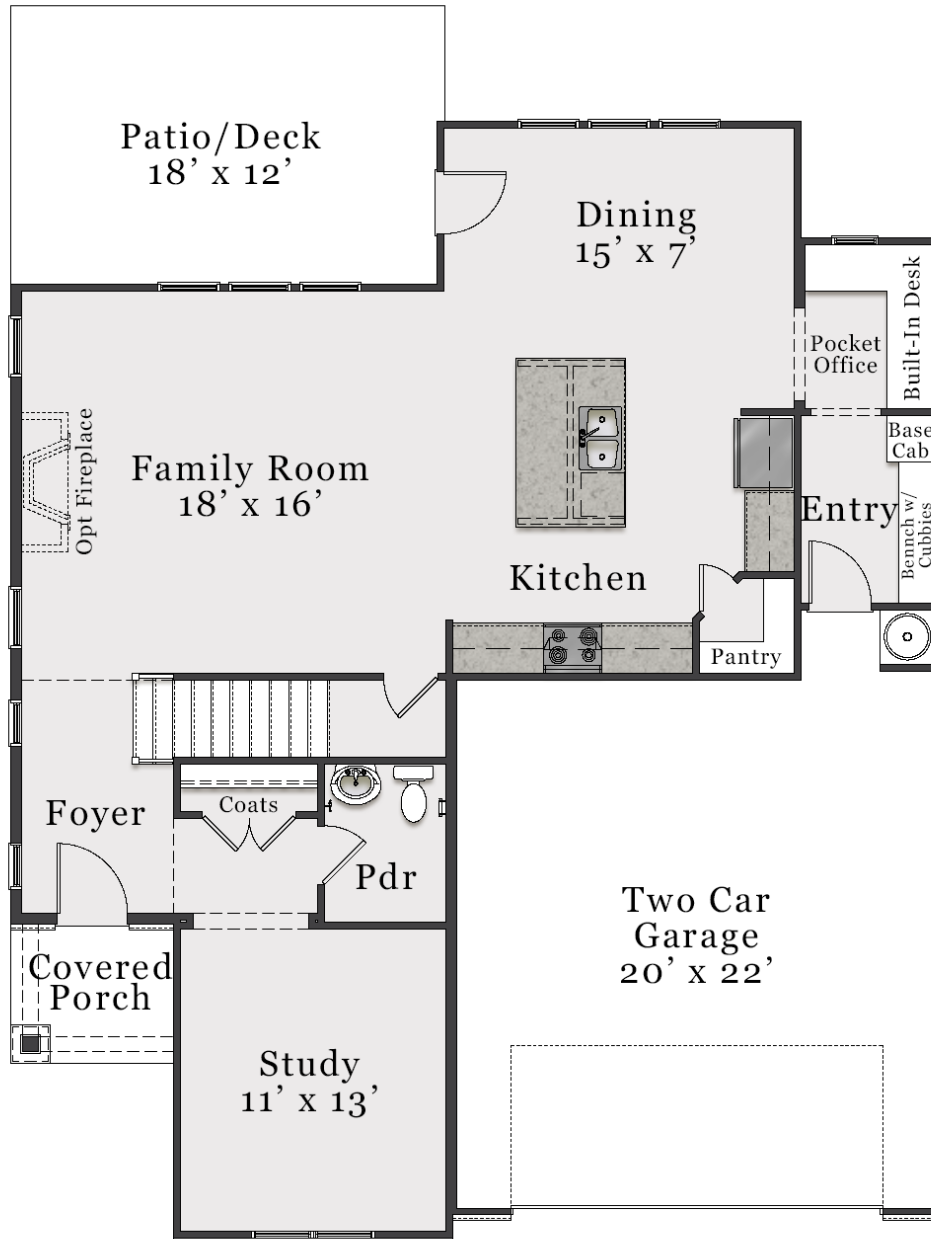 Patio/Deck
18’ x 12’
Dining
15’ x 7’
Built-In Desk
Pocket
Office
Family Room
18’ x 16’
Opt Fireplace
Base
Cab
Entry
Bennch w/
Cubbies
Kitchen
Pantry
Foyer
Coats
Pdr
Two Car
Garage
20’ x 22’
Covered
Porch
Study
11’ x 13’